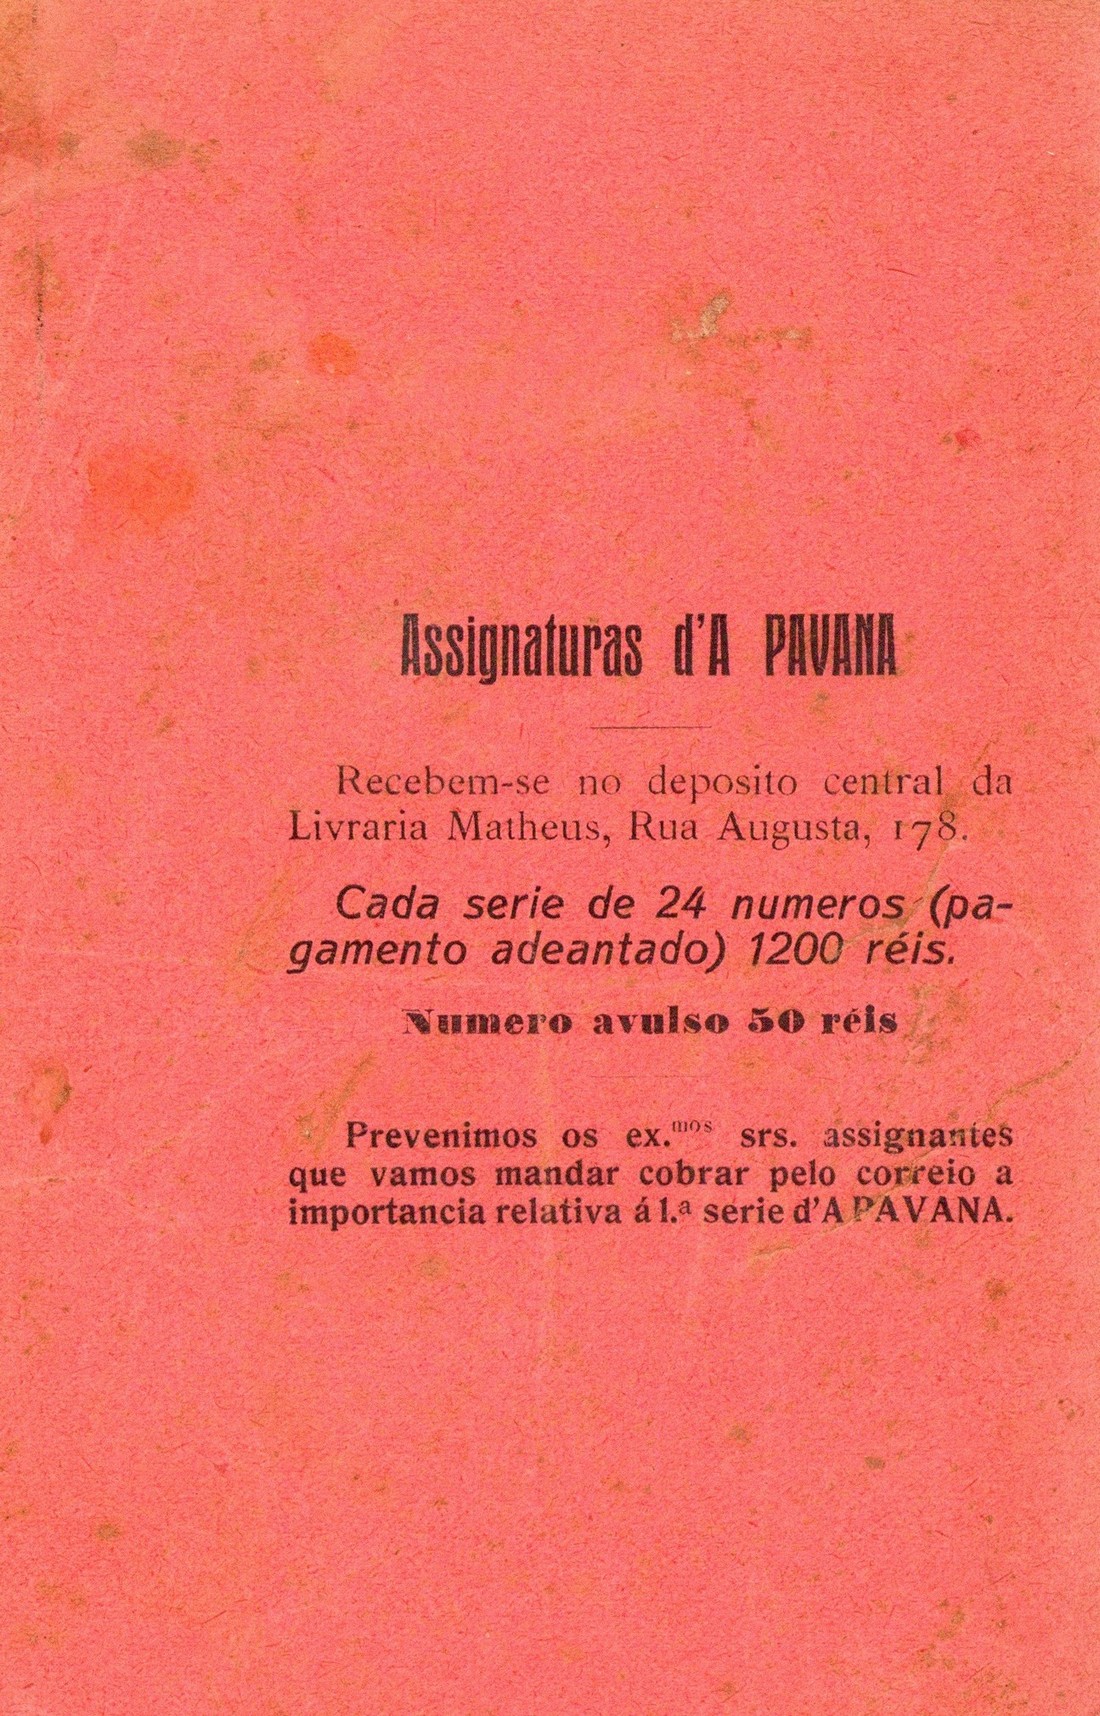 Assignaturas d'A PAVANA
Recebem-se no deposito central da
Livraria Matheus, Rua Augusta, 178.
Cada serie de 24 numeros (pa-
gamento adeantado) 1200 réis.
Numero avulso 50 réis
Prevenimos os ex.mos srs. assignantes
que vamos mandar cobrar pelo correio a
importancia relativa á 1.ª serie d'A PAVANA.